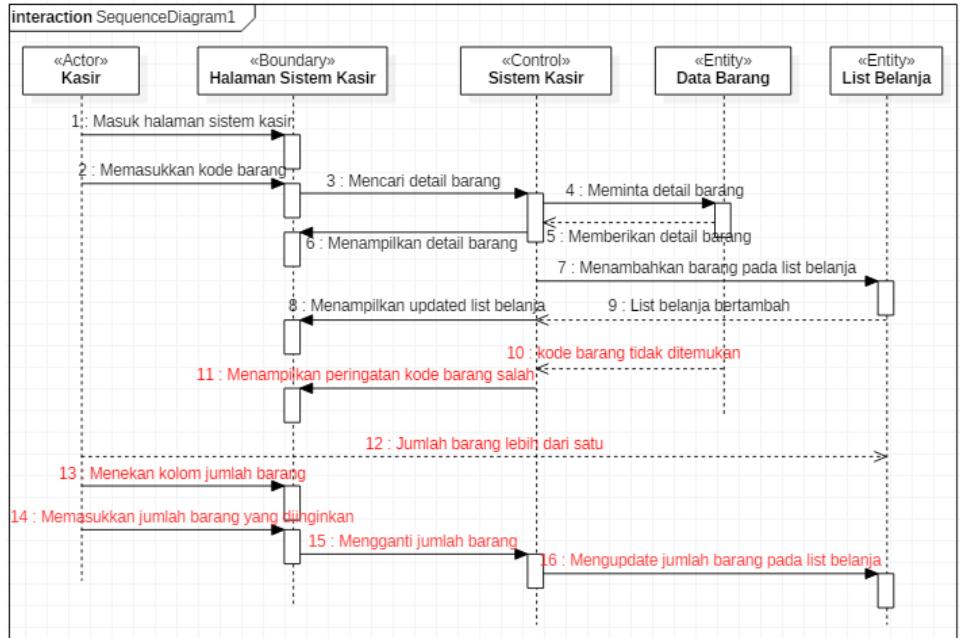 interaction SequenceDiagram1
«Actor»
Kasir
«Boundary»
Halaman Sistem Kasir
«Control»
Sistem Kasir
«Entity»
Data Barang
«Entity»
List Belanja
1 : Masuk halaman sistem kasir
2 : Memasukkan kode barang
3 : Mencari detail barang
4 : Meminta detail barang
5 : Memberikan detail barang
6 : Menampilkan detail barang
7 : Menambahkan barang pada list belanja
8 : Menampilkan updated list belanja
9 : List belanja bertambah
10 : kode barang tidak ditemukan
11 : Menampilkan peringatan kode barang salah
12 : Jumlah barang lebih dari satu
13 : Menekan kolom jumlah barang
14 : Memasukkan jumlah barang yang diinginkan
15 : Mengganti jumlah barang
16 : Mengupdate jumlah barang pada list belanja